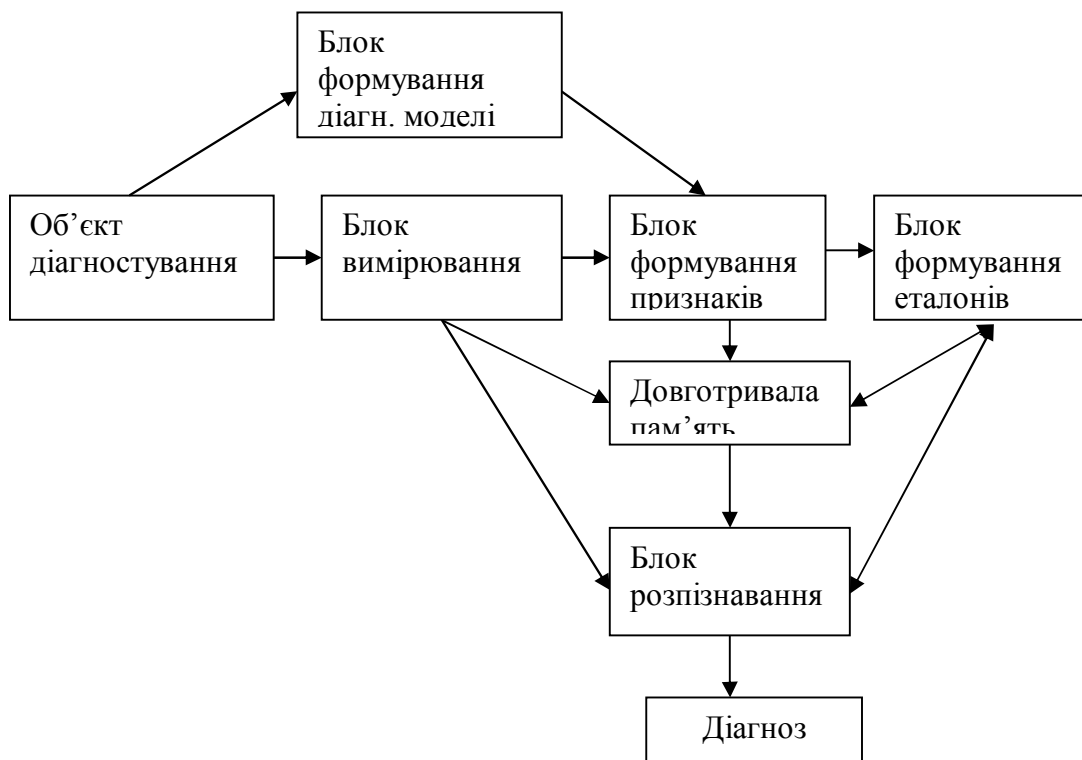 Блок
формування
діагн. моделі
Об’єкт
діагностування
Блок
вимірювання
Блок
формування
признаків
Блок
формування
еталонів
Довготривала
пам’ять
Блок
розпізнавання
Діагноз